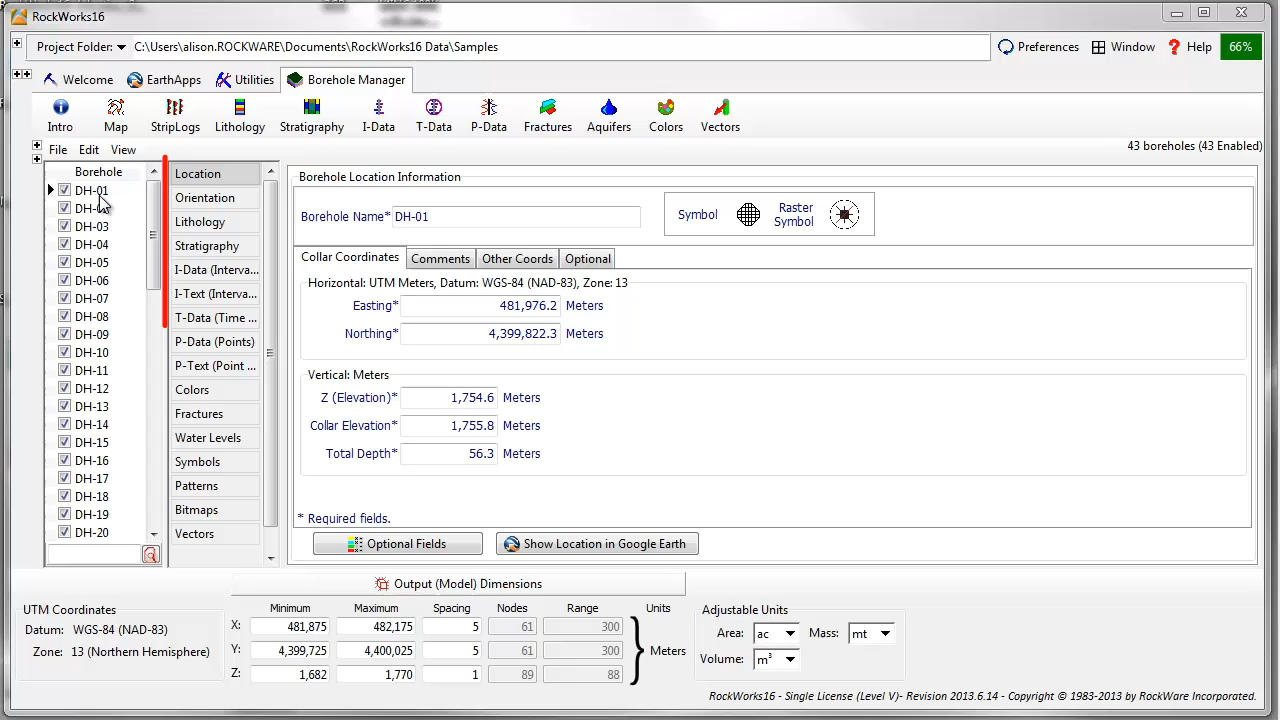 RockWorks16
Project Folder: C:\Users\alison.ROCKWARE\Documents\RockWorks16 Data\Samples Preferences Window Help 66%
Welcome EarthApps Utilities Borehole Manager
Intro Map StripLogs Lithology Stratigraphy I-Data T-Data P-Data Fractures Aquifers Colors Vectors
File Edit View
43 boreholes (43 Enabled)
Borehole
DH-01
DH-
DH-03
DH-04
DH-05
DH-06
DH-07
DH-08
DH-09
DH-10
DH-11
DH-12
DH-13
DH-14
DH-15
DH-16
DH-17
DH-18
DH-19
DH-20
Location
Orientation
Lithology
Stratigraphy
I-Data (Interva...
I-Text (Interva...
T-Data (Time ...
P-Data (Points)
P-Text (Point ...
Colors
Fractures
Water Levels
Symbols
Patterns
Bitmaps
Vectors
Borehole Location Information
Borehole Name* DH-01
Symbol Raster Symbol
Collar Coordinates Comments Other Coords Optional
Horizontal: UTM Meters, Datum: WGS-84 (NAD-83), Zone: 13
Easting* 481,976.2 Meters
Northing* 4,399,822.3 Meters
Vertical: Meters
Z (Elevation)* 1,754.6 Meters
Collar Elevation* 1,755.8 Meters
Total Depth* 56.3 Meters
* Required fields.
Optional Fields Show Location in Google Earth
Output (Model) Dimensions
UTM Coordinates
Datum: WGS-84 (NAD-83)
Zone: 13 (Northern Hemisphere)
Minimum Maximum Spacing Nodes Range Units
X: 481,875 482,175 5 61 300
Y: 4,399,725 4,400,025 5 61 300 Meters
Z: 1,682 1,770 1 89 88
Adjustable Units
Area: ac Mass: mt
Volume: m³
RockWorks16 - Single License (Level V)- Revision 2013.6.14 - Copyright © 1983-2013 by RockWare Incorporated.